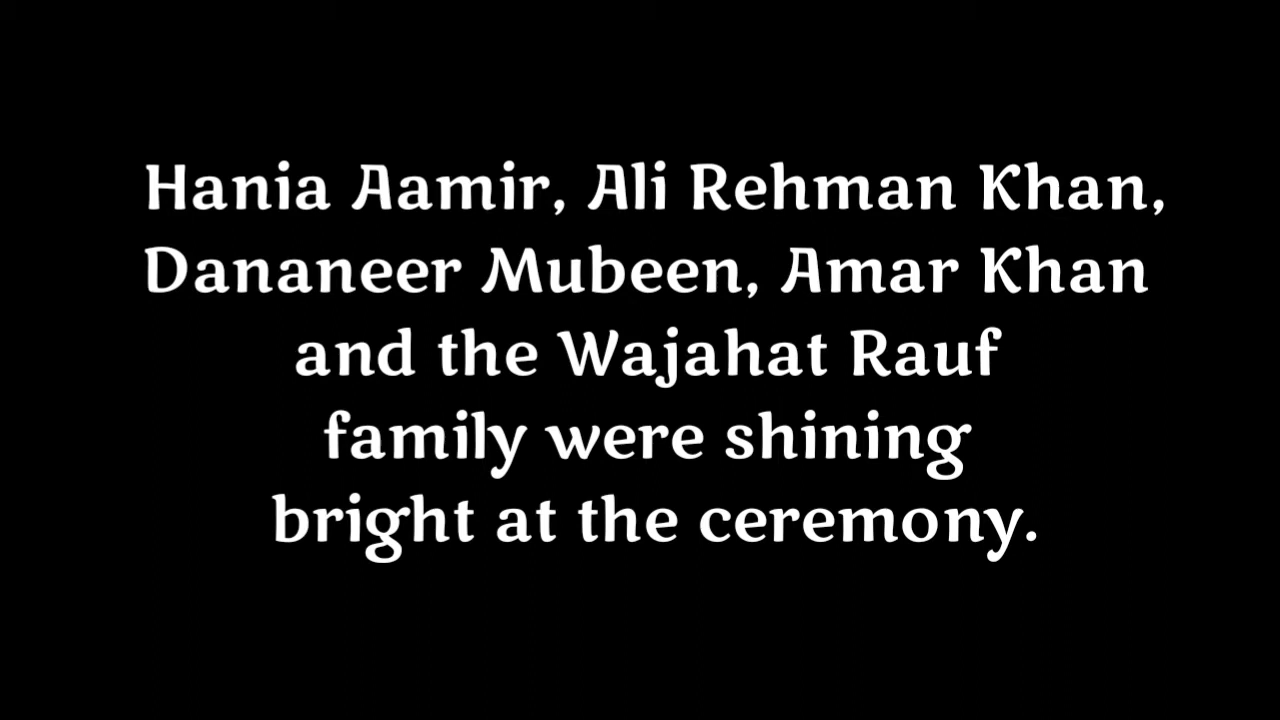 Hania Aamir, Ali Rehman Khan,
Dananeer Mubeen, Amar Khan
and the Wajahat Rauf
family were shining
bright at the ceremony.